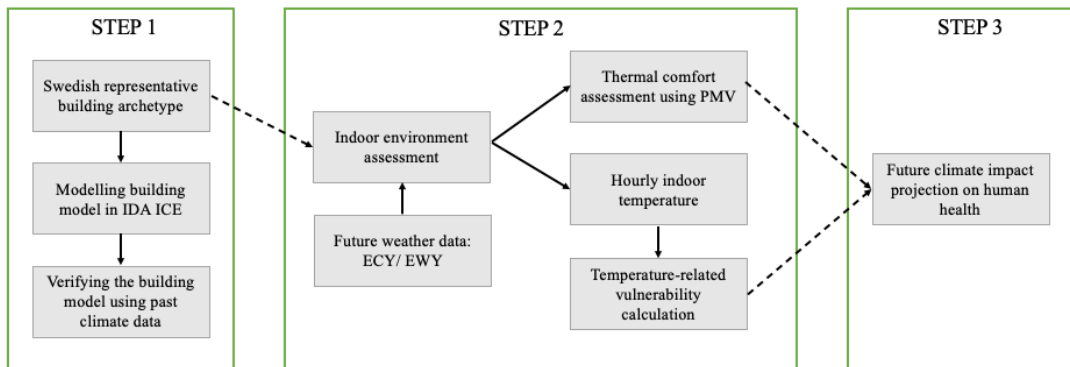 STEP 1
Swedish representative
building archetype
Modelling building
model in IDA ICE
Verifying the building
model using past
climate data
STEP 2
Indoor environment
assessment
Future weather data:
ECY/ EWY
Thermal comfort
assessment using PMV
Hourly indoor
temperature
Temperature-related
vulnerability
calculation
STEP 3
Future climate impact
projection on human
health